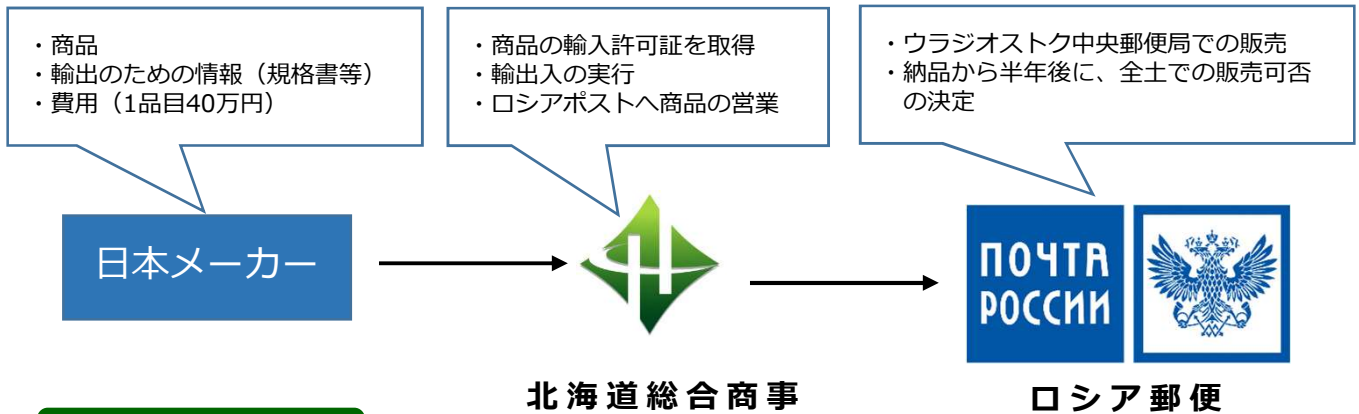 ・商品
・輸出のための情報（規格書等）
・費用（1品目40万円）
・商品の輸入許可証を取得
・輸出入の実行
・ロシアポストへ商品の営業
・ウラジオストク中央郵便局での販売
・納品から半年後に、全土での販売可否
の決定
日本メーカー
ПОЧТА
РОССИИ
北海道総合商事
ロシア郵便